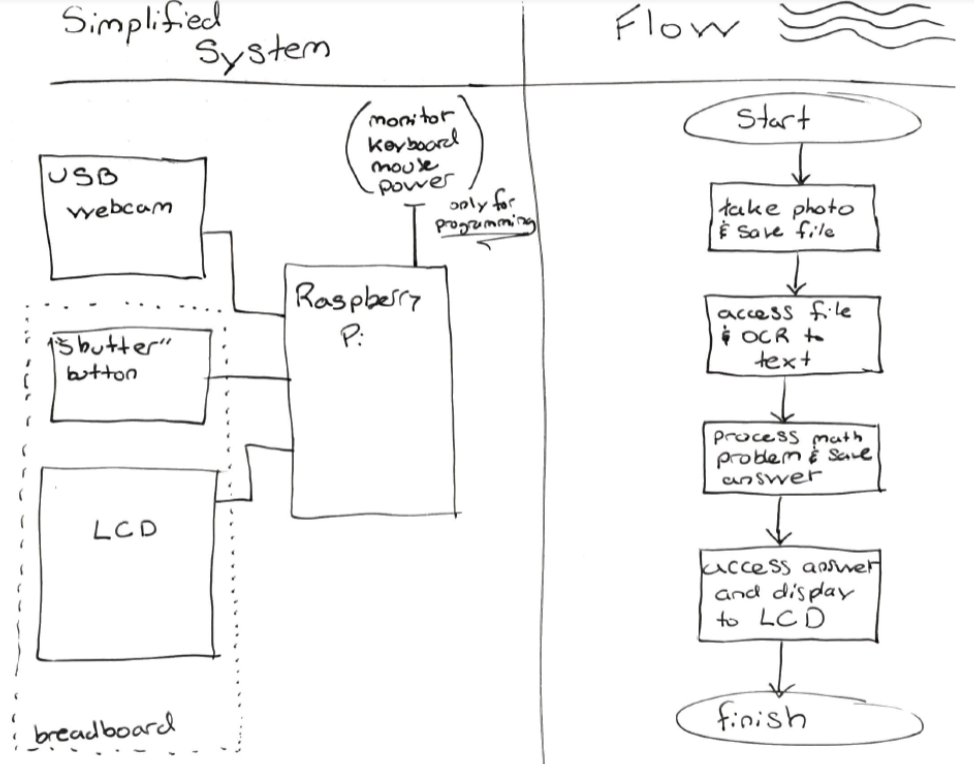 Simplified
System
monitor
keyboard
mouse
power
only for
programming
USB
webcam
Raspberry
Pi
"Shutter"
button
LCD
breadboard
Flow
Start
take photo
& save file
access file
& OCR to
text
process math
problem & save
answer
access answer
and display
to LCD
finish